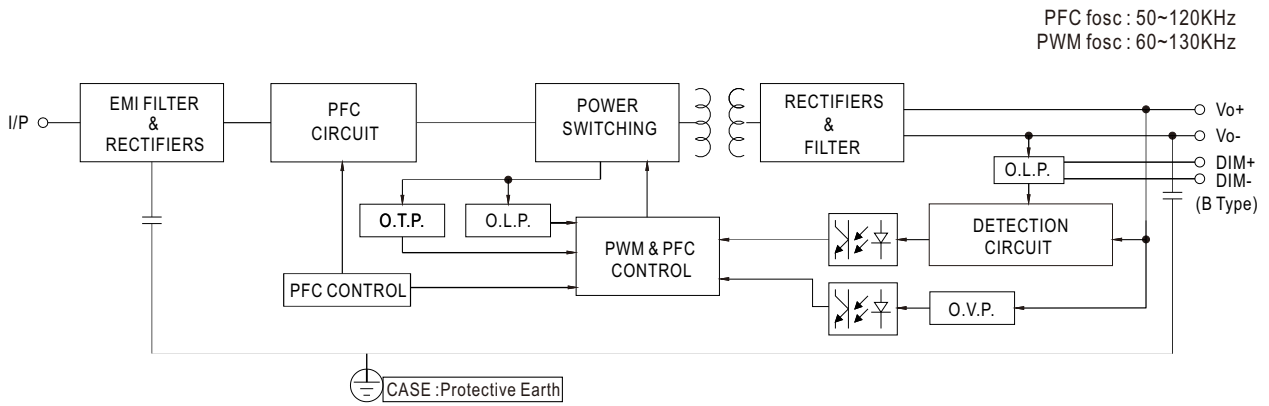 PFC fosc : 50~120KHz
PWM fosc : 60~130KHz
I/P
EMI FILTER
&
RECTIFIERS
PFC
CIRCUIT
POWER
SWITCHING
RECTIFIERS
&
FILTER
Vo+
Vo-
DIM+
DIM-
(B Type)
O.L.P.
O.T.P.
O.L.P.
PWM & PFC
CONTROL
DETECTION
CIRCUIT
PFC CONTROL
O.V.P.
CASE :Protective Earth